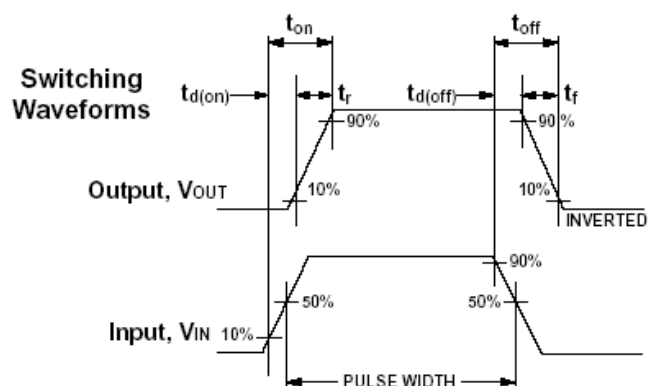 ton
toff
Switching
Waveforms
td(on)
tr
td(off)
tf
90%
90%
Output, VOUT
10%
10%
INVERTED
90%
50%
50%
Input, VIN
10%
PULSE WIDTH